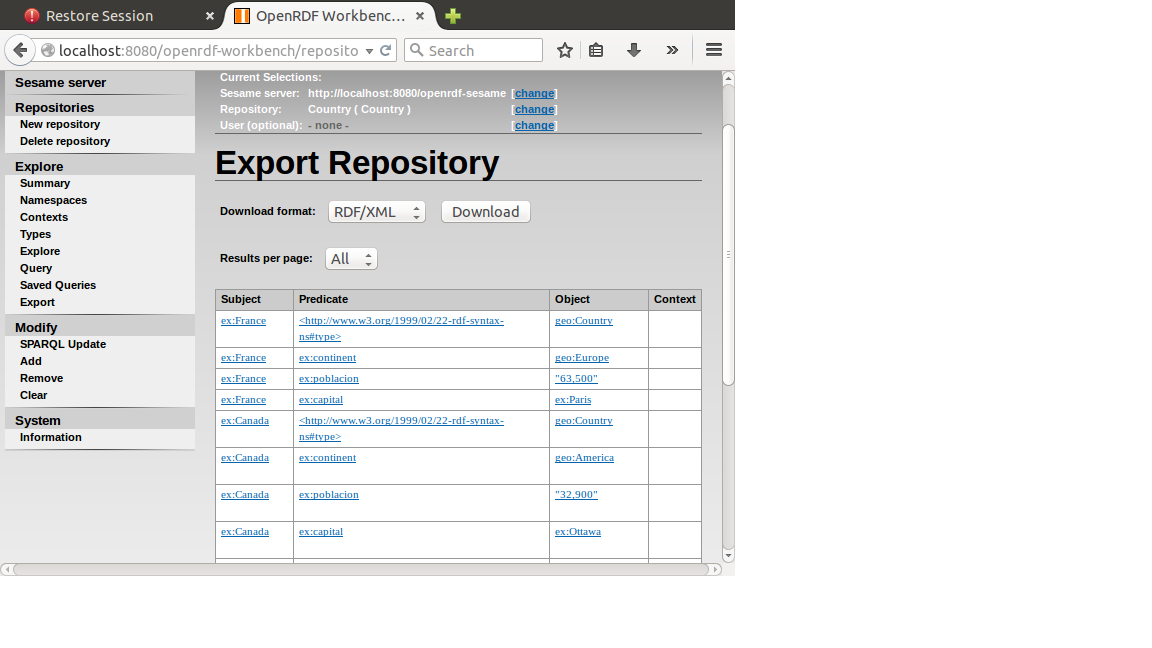 Restore Session
OpenRDF Workbenc...
localhost:8080/openrdf-workbench/reposito
Search
Sesame server
Repositories
New repository
Delete repository
Explore
Summary
Namespaces
Contexts
Types
Explore
Query
Saved Queries
Export
Modify
SPARQL Update
Add
Remove
Clear
System
Information
Current Selections:
Sesame server: http://localhost:8080/openrdf-sesame [change]
Repository: Country ( Country ) [change]
User (optional): - none - [change]
Export Repository
Download format: RDF/XML Download
Results per page: All
Subject Predicate Object Context
ex:France <http://www.w3.org/1999/02/22-rdf-syntax- geo:Country
ns#type>
ex:France ex:continent geo:Europe
ex:France ex:poblacion "63,500"
ex:France ex:capital ex:Paris
ex:Canada <http://www.w3.org/1999/02/22-rdf-syntax- geo:Country
ns#type>
ex:Canada ex:continent geo:America
ex:Canada ex:poblacion "32,900"
ex:Canada ex:capital ex:Ottawa